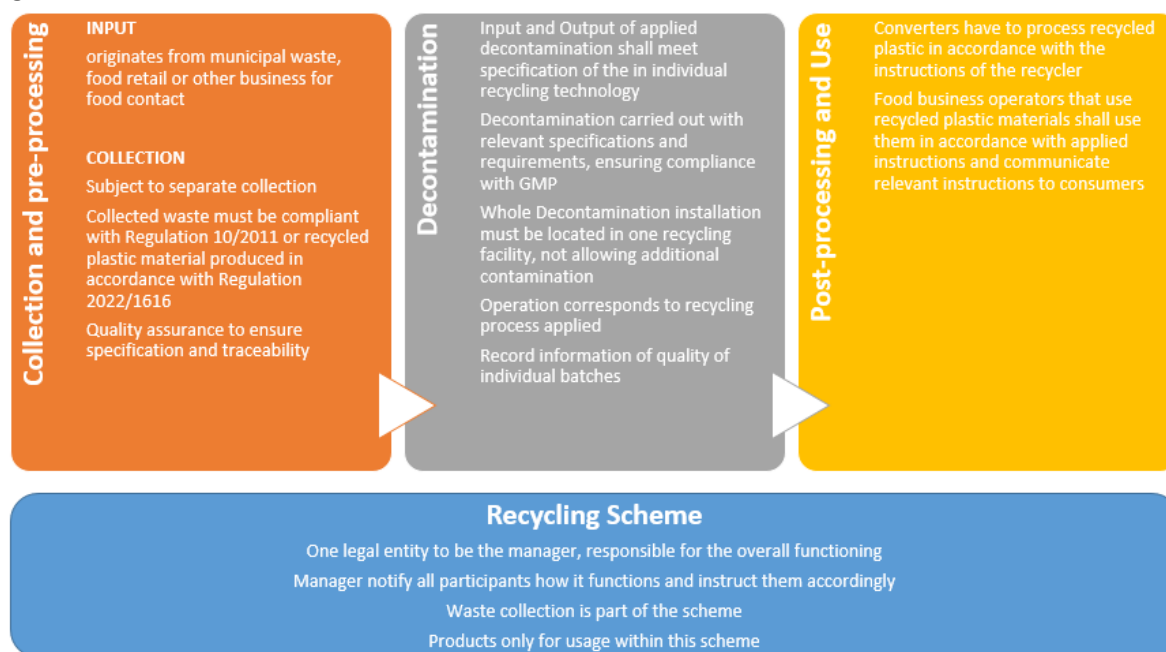 Collection and pre-processing
INPUT
originates from municipal waste,
food retail or other business for
food contact
COLLECTION
Subject to separate collection
Collected waste must be compliant
with Regulation 10/2011 or recycled
plastic material produced in
accordance with Regulation
2022/1616
Quality assurance to ensure
specification and traceability
Decontamination
Input and Output of applied
decontamination shall meet
specification of the in individual
recycling technology
Decontamination carried out with
relevant specifications and
requirements, ensuring compliance
with GMP
Whole Decontamination installation
must be located in one recycling
facility, not allowing additional
contamination
Operation corresponds to recycling
process applied
Record information of quality of
individual batches
Post-processing and Use
Converters have to process recycled
plastic in accordance with the
instructions of the recycler
Food business operators that use
recycled plastic materials shall use
them in accordance with applied
instructions and communicate
relevant instructions to consumers
Recycling Scheme
One legal entity to be the manager, responsible for the overall functioning
Manager notify all participants how it functions and instruct them accordingly
Waste collection is part of the scheme
Products only for usage within this scheme